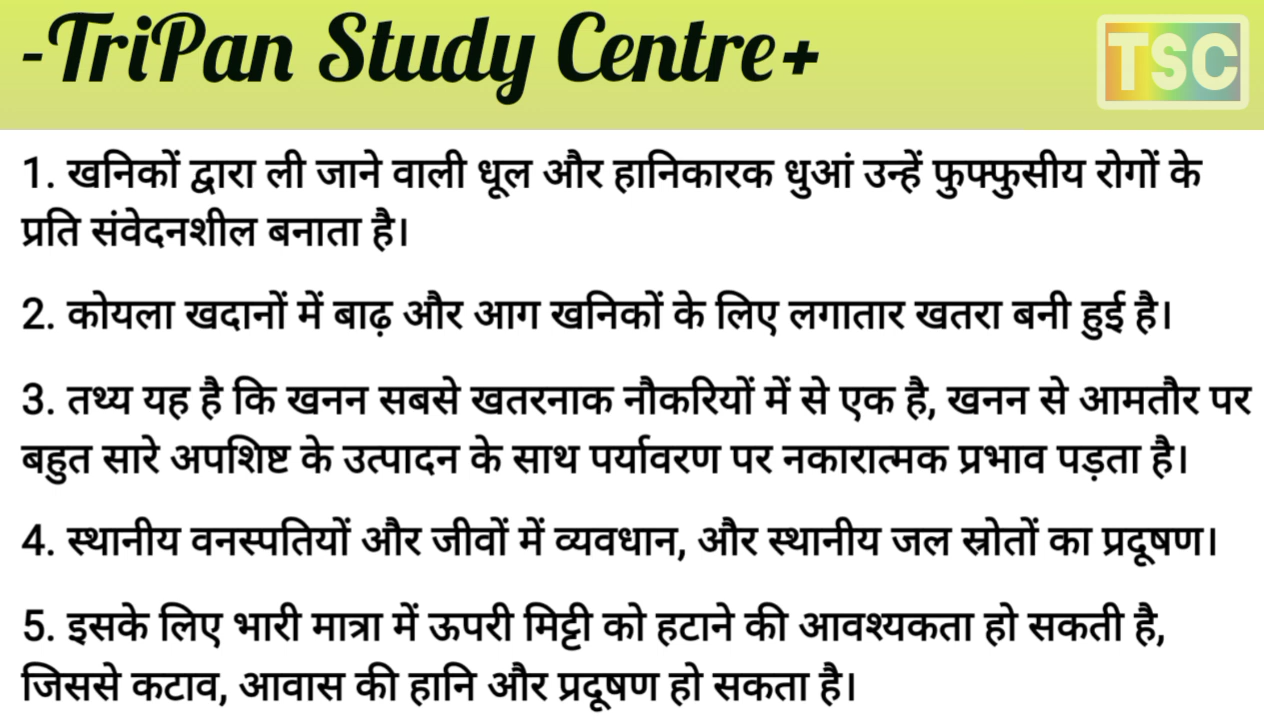 -TriPan Study Centre+
TSC
1. खनिकों द्वारा ली जाने वाली धूल और हानिकारक धुआं उन्हें फुफ्फुसीय रोगों के
प्रति संवेदनशील बनाता है।
2. कोयला खदानों में बाढ़ और आग खनिकों के लिए लगातार खतरा बनी हुई है।
3. तथ्य यह है कि खनन सबसे खतरनाक नौकरियों में से एक है, खनन से आमतौर पर
बहुत सारे अपशिष्ट के उत्पादन के साथ पर्यावरण पर नकारात्मक प्रभाव पड़ता है।
4. स्थानीय वनस्पतियों और जीवों में व्यवधान, और स्थानीय जल स्रोतों का प्रदूषण।
5. इसके लिए भारी मात्रा में ऊपरी मिट्टी को हटाने की आवश्यकता हो सकती है,
जिससे कटाव, आवास की हानि और प्रदूषण हो सकता है।